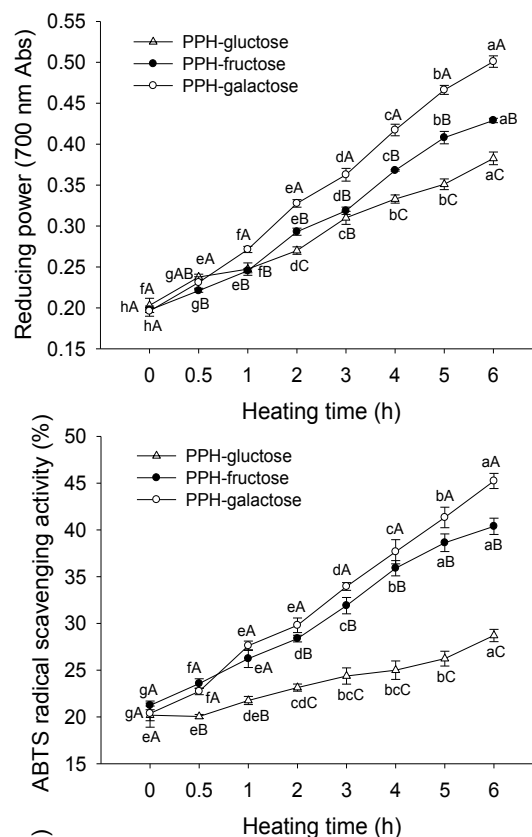 Reducing power (700 nm Abs)
0.55
0.50
0.45
0.40
0.35
0.30
0.25
0.20
0.15
PPH-gluctose
PPH-fructose
PPH-galactose
aA
bA
aB
cA
bB
aC
dA
cB
bC
eA
dB
bC
eB
cB
fA
dC
eA
gAB
fB
eB
fA
gB
hA
hA
0 0.5 1 2 3 4 5 6
Heating time (h)
ABTS radical scavenging activity (%)
50
45
40
35
30
25
20
15
PPH-gluctose
PPH-fructose
PPH-galactose
aA
bA
cA
aB
aB
dA
bB
eA
cB
eA
dB
fA
eA
aC
gA
fA
bC
bcC
bcC
cdC
deB
gA
eB
eA
0 0.5 1 2 3 4 5 6
Heating time (h)
)